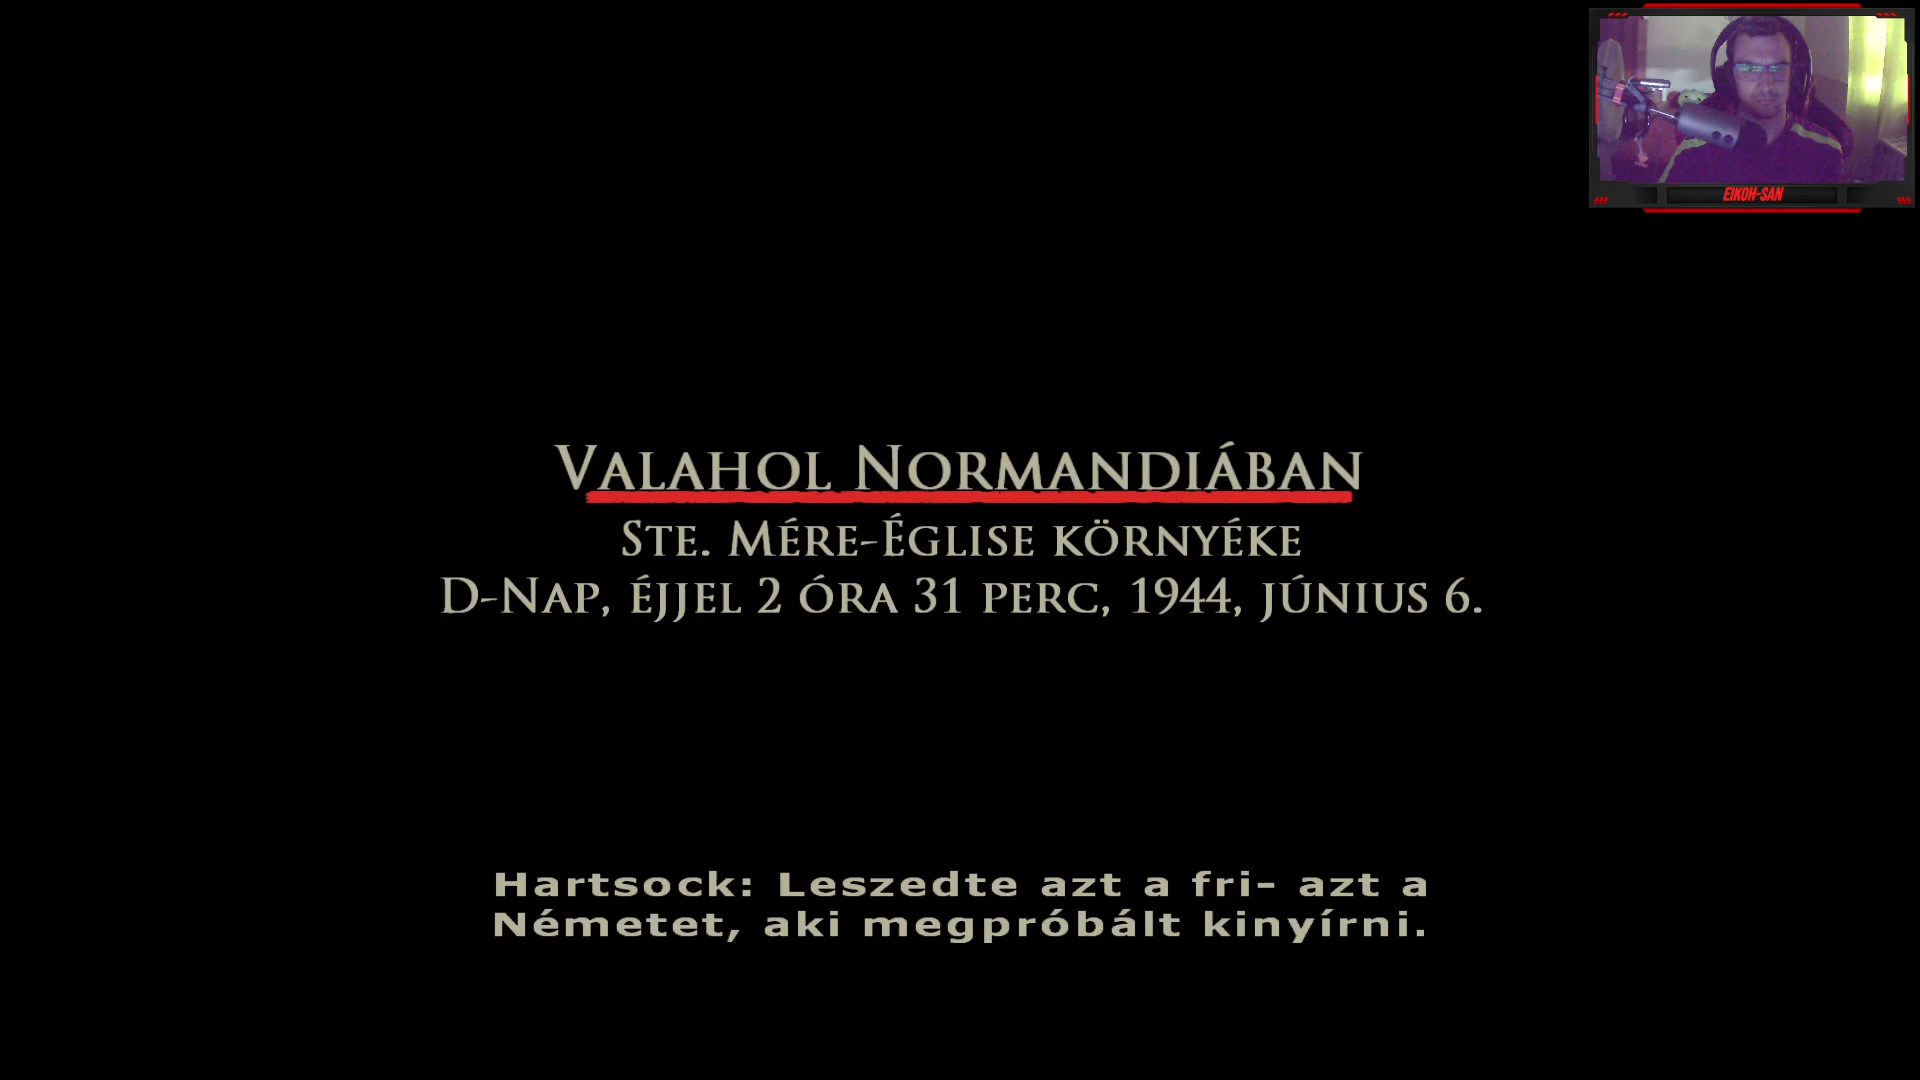 EIKOH-SAN
Valahol Normandiában
Ste. Mére-Église környéke
D-Nap, éjjel 2 óra 31 perc, 1944, június 6.
Hartsock: Leszedte azt a fri- azt a
Németet, aki megpróbált kinyírni.